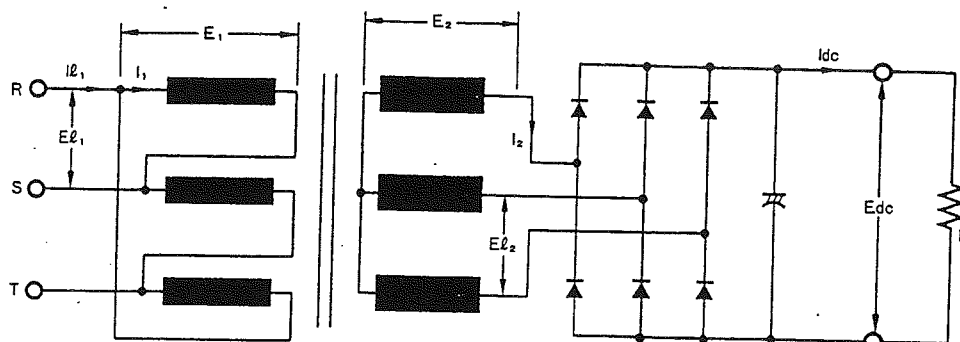 E₁
E₂
Iℓ₁
I₁
Idc
R
Eℓ₁
I₂
S
Eℓ₂
Edc
T